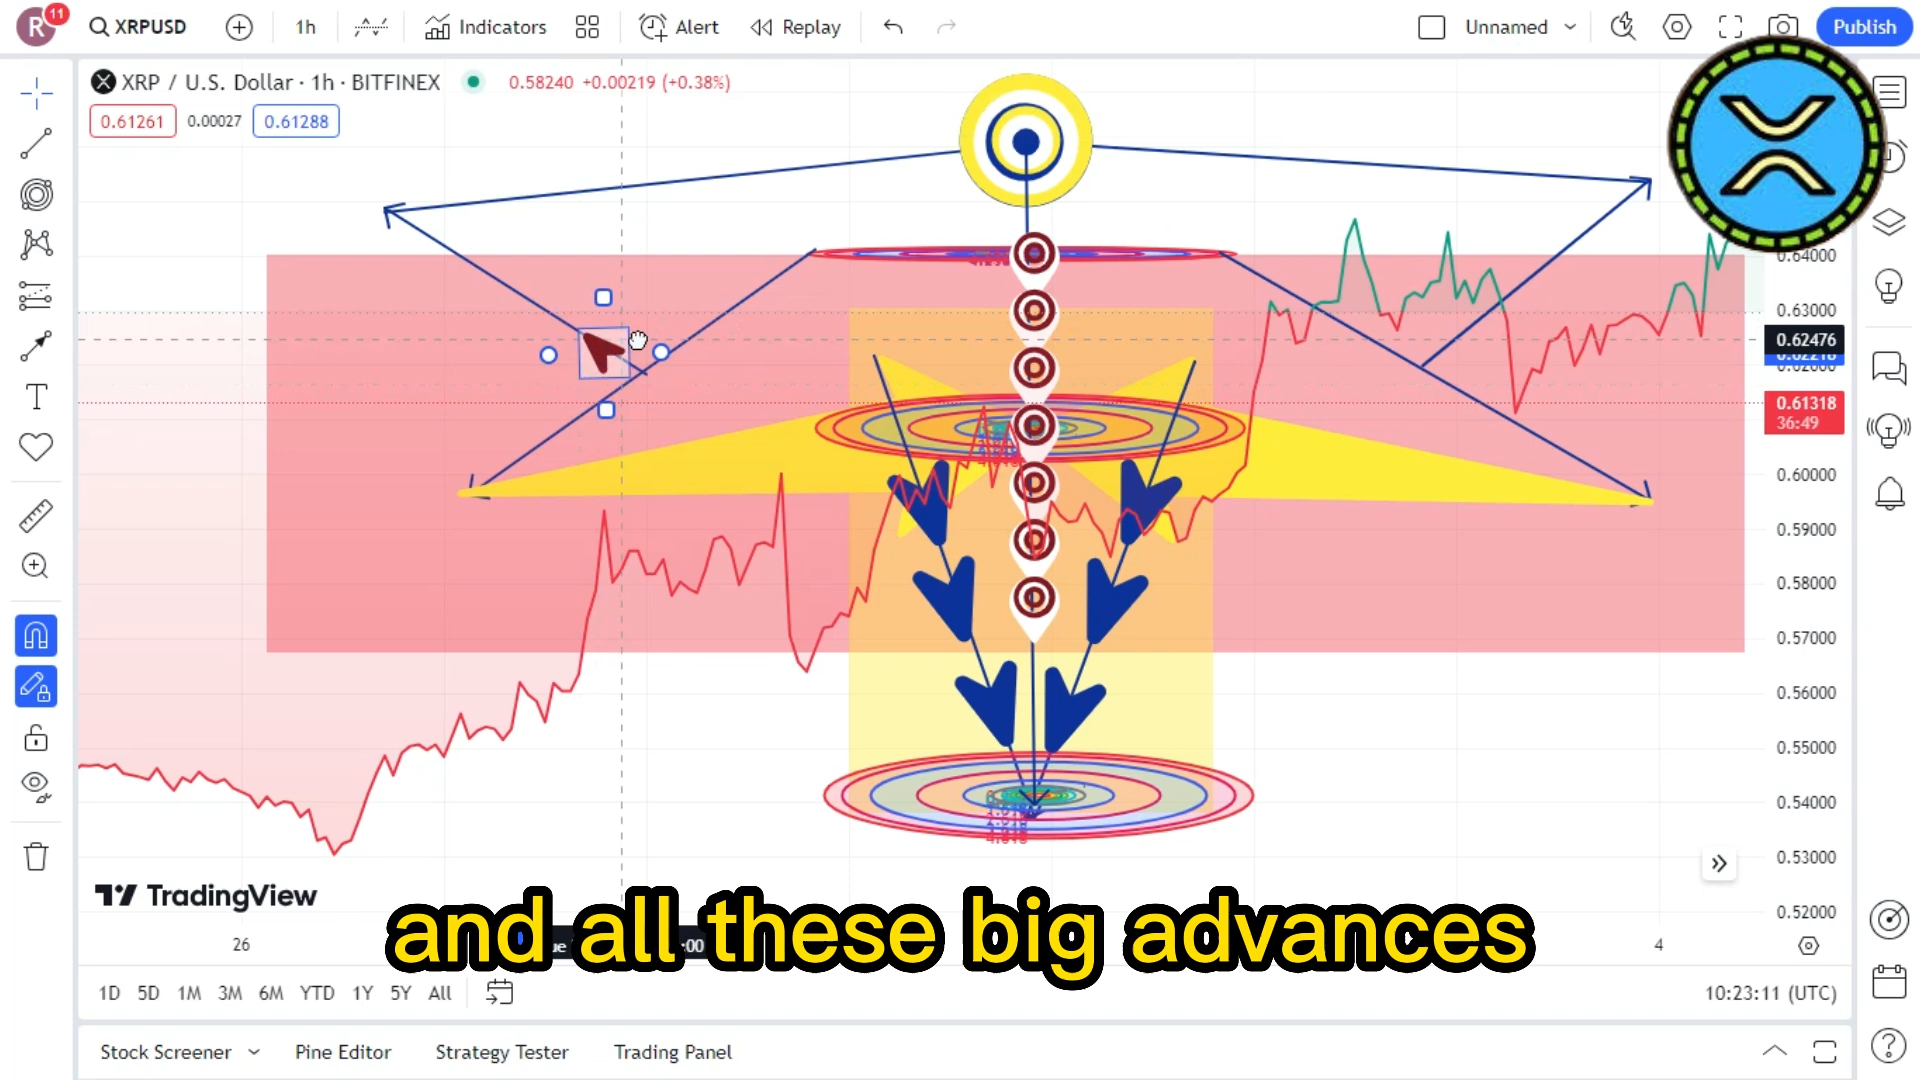 R
11
XRPUSD
1h
Indicators
Alert
Replay
Unnamed
Publish
XRP / U.S. Dollar · 1h · BITFINEX
0.58240 +0.00219 (+0.38%)
0.61261
0.00027
0.61288
0.64000
0.63000
0.62476
0.61318
36:49
0.60000
0.59000
0.58000
0.57000
0.56000
0.55000
0.54000
0.53000
0.52000
TradingView
and all these big advances
26
4
1D
5D
1M
3M
6M
YTD
1Y
5Y
All
10:23:11 (UTC)
Stock Screener
Pine Editor
Strategy Tester
Trading Panel